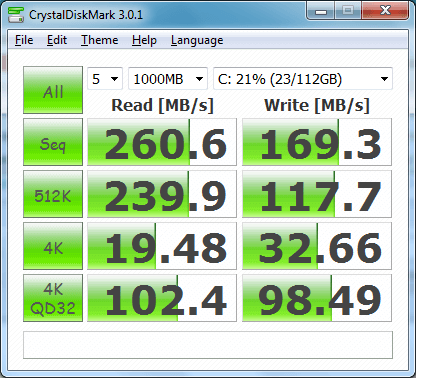 CrystalDiskMark 3.0.1
File Edit Theme Help Language
All 5 1000MB C: 21% (23/112GB)
Read [MB/s] Write [MB/s]
Seq 260.6 169.3
512K 239.9 117.7
4K 19.48 32.66
4K QD32 102.4 98.49